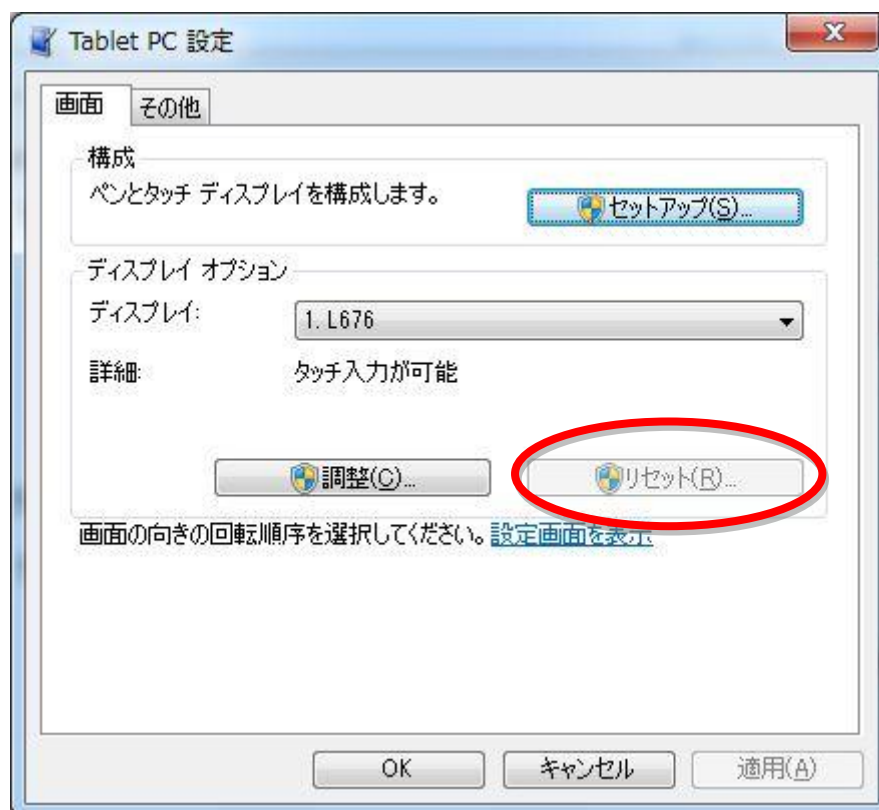 Tablet PC 設定
画面 その他
構成
ペンとタッチ ディスプレイを構成します。 セットアップ(S)...
ディスプレイ オプション
ディスプレイ: 1. L676
詳細: タッチ入力が可能
調整(C)... リセット(R)...
画面の向きの回転順序を選択してください。設定画面を表示
OK キャンセル 適用(A)